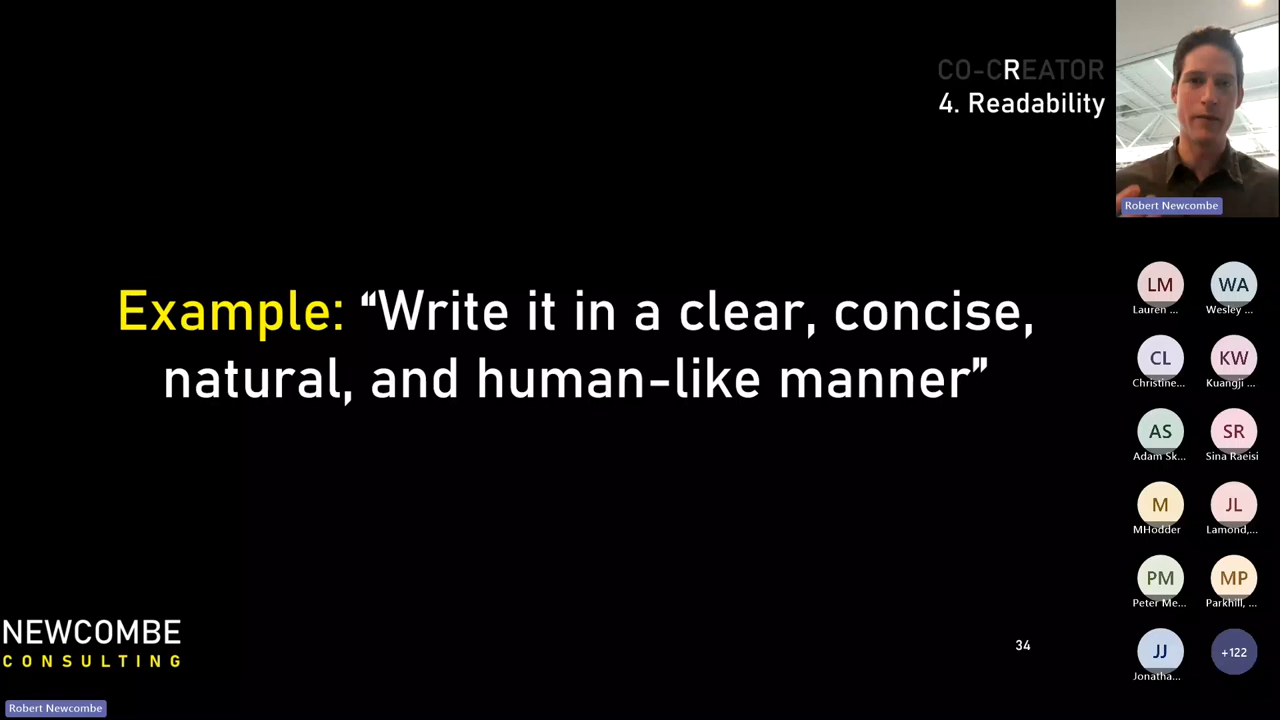 CO-CREATOR
4. Readability
Robert Newcombe
Example: “Write it in a clear, concise,
natural, and human-like manner”
LM WA
Lauren ... Wesley ...
CL KW
Christine... Kuangji ...
AS SR
Adam Sk... Sina Raeisi
M JL
MHodder Lamond,...
PM MP
Peter Me... Parkhill, ...
JJ +122
Jonatha...
NEWCOMBE
CONSULTING
34
Robert Newcombe